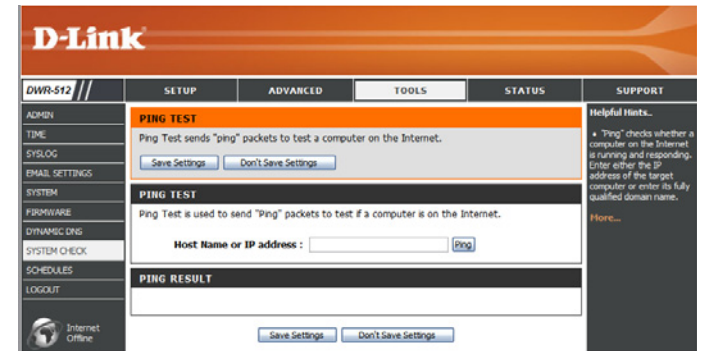 D-Link
DWR-512 SETUP ADVANCED TOOLS STATUS SUPPORT
ADMIN
TIME
SYSLOG
EMAIL SETTINGS
SYSTEM
FIRMWARE
DYNAMIC DNS
SYSTEM CHECK
SCHEDULES
LOGOUT
Internet
Offline
PING TEST
Ping Test sends "ping" packets to test a computer on the Internet.
Save Settings Don't Save Settings
PING TEST
Ping Test is used to send "Ping" packets to test if a computer is on the Internet.
Host Name or IP address : Ping
PING RESULT
Save Settings Don't Save Settings
Helpful Hints..
• "Ping" checks whether a
computer on the Internet
is running and responding.
Enter either the IP
address of the target
computer or enter its fully
qualified domain name.
More...